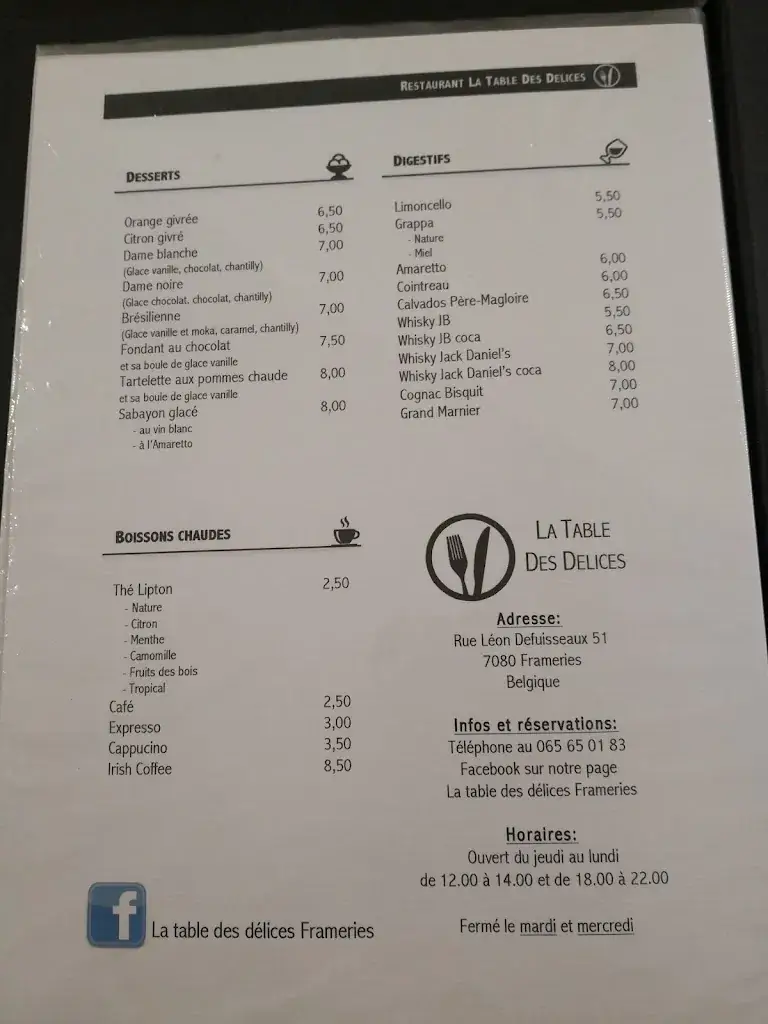 RESTAURANT LA TABLE DES DELICES
DESSERTS
Orange givrée 6,50
Citron givré 6,50
Dame blanche 7,00
(Glace vanille, chocolat, chantilly)
Dame noire 7,00
(Glace chocolat, chocolat, chantilly)
Brésilienne 7,00
(Glace vanille et moka, caramel, chantilly)
Fondant au chocolat 7,50
et sa boule de glace vanille
Tartelette aux pommes chaude 8,00
et sa boule de glace vanille
Sabayon glacé 8,00
- au vin blanc
- à l'Amaretto
DIGESTIFS
Limoncello 5,50
Grappa 5,50
- Nature
- Miel
Amaretto 6,00
Cointreau 6,00
Calvados Père-Magloire 6,50
Whisky JB 5,50
Whisky JB coca 6,50
Whisky Jack Daniel's 7,00
Whisky Jack Daniel's coca 8,00
Cognac Bisquit 7,00
Grand Marnier 7,00
BOISSONS CHAUDES
Thé Lipton 2,50
- Nature
- Citron
- Menthe
- Camomille
- Fruits des bois
- Tropical
Café 2,50
Expresso 3,00
Cappucino 3,50
Irish Coffee 8,50
f La table des délices Frameries
LA TABLE
DES DELICES
Adresse:
Rue Léon Defuisseaux 51
7080 Frameries
Belgique
Infos et réservations:
Téléphone au 065 65 01 83
Facebook sur notre page
La table des délices Frameries
Horaires:
Ouvert du jeudi au lundi
de 12.00 à 14.00 et de 18.00 à 22.00
Fermé le mardi et mercredi